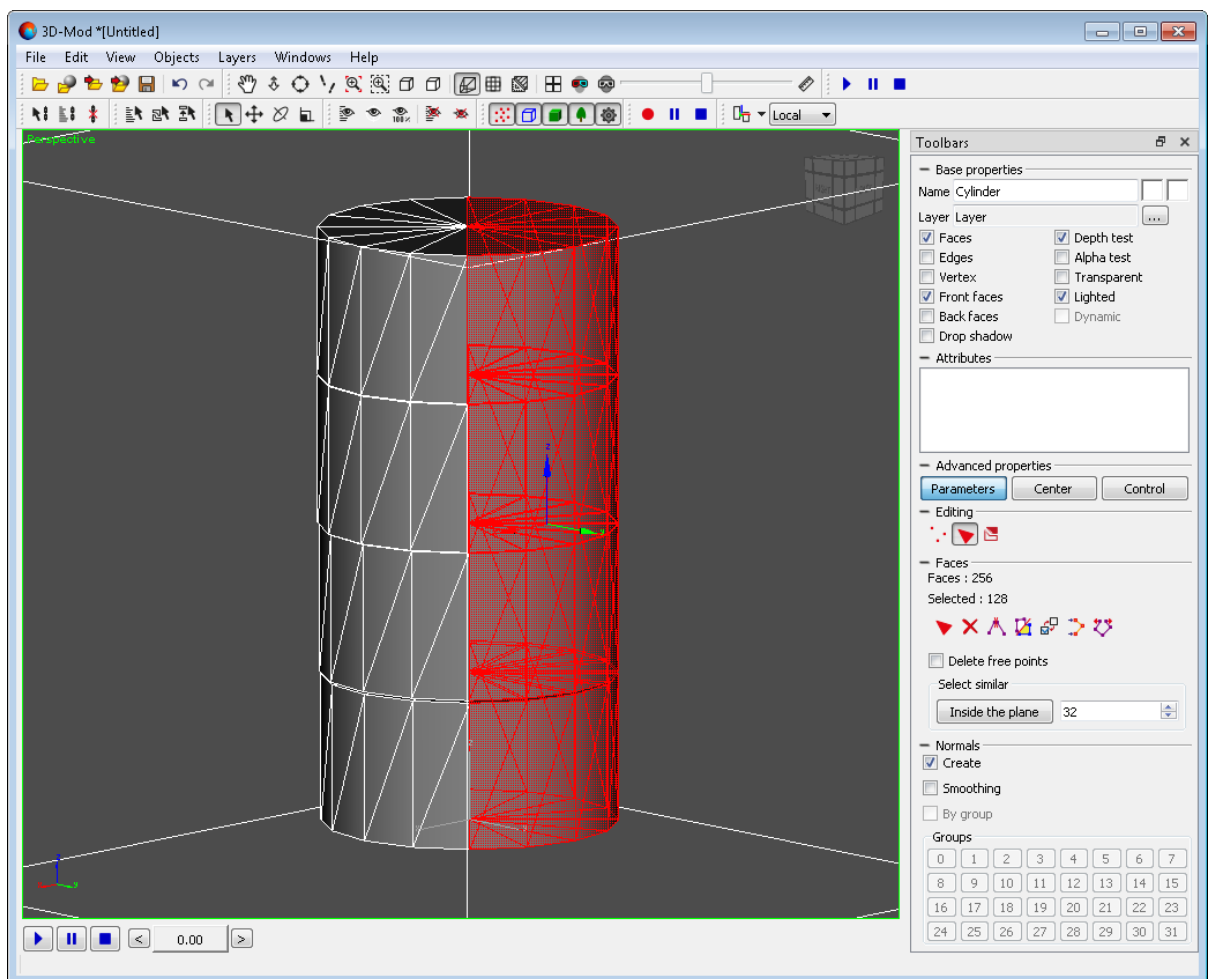 3D-Mod *[Untitled]
File Edit View Objects Layers Windows Help
100%
Local
Perspective
Toolbars
Base properties
Name Cylinder
Layer Layer ...
Faces Depth test
Edges Alpha test
Vertex Transparent
Front faces Lighted
Back faces Dynamic
Drop shadow
Attributes
Advanced properties
Parameters Center Control
Editing
Faces
Faces : 256
Selected : 128
Delete free points
Select similar
Inside the plane 32
Normals
Create
Smoothing
By group
Groups
0 1 2 3 4 5 6 7
8 9 10 11 12 13 14 15
16 17 18 19 20 21 22 23
24 25 26 27 28 29 30 31
z
y
z
y
< 0.00 >